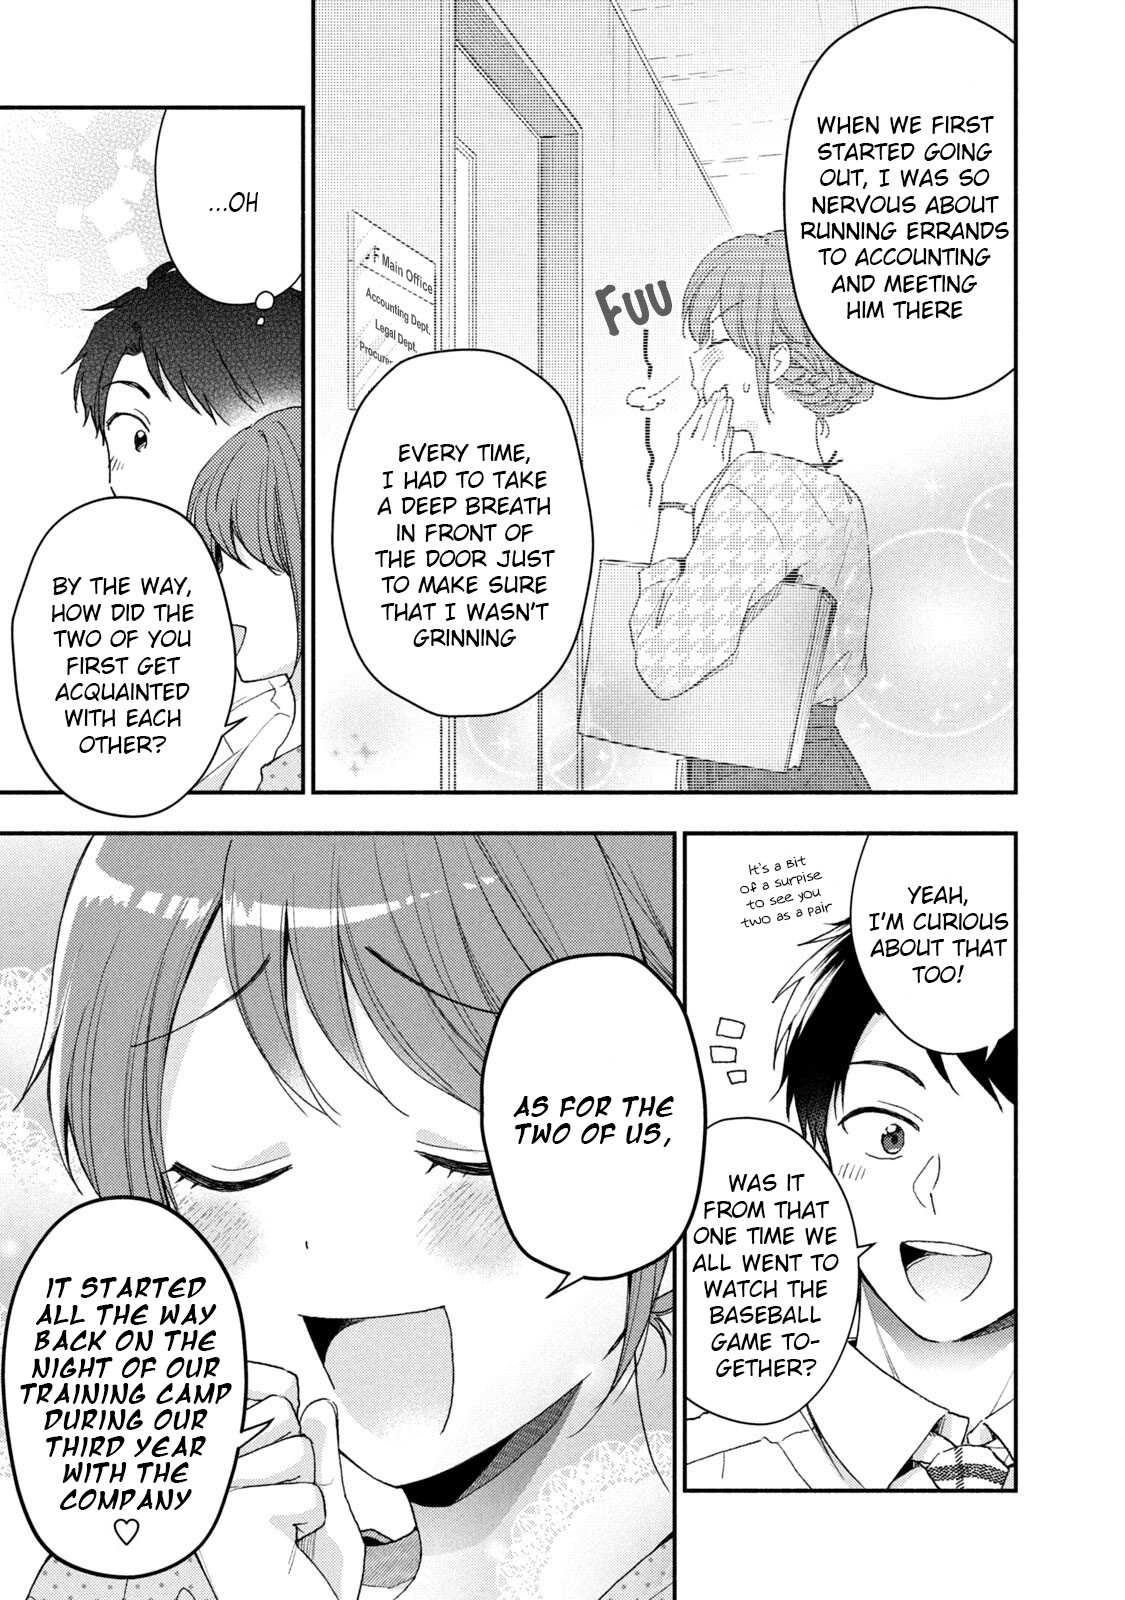 WHEN WE FIRST
STARTED GOING
OUT, I WAS SO
NERVOUS ABOUT
RUNNING ERRANDS
TO ACCOUNTING
AND MEETING
HIM THERE
FUU
Main Office
Accounting Dept.
Legal Dept.
EVERY TIME,
I HAD TO TAKE
A DEEP BREATH
IN FRONT OF
THE DOOR JUST
TO MAKE SURE
THAT I WASN'T
GRINNING
...OH
BY THE WAY,
HOW DID THE
TWO OF YOU
FIRST GET
ACQUAINTED
WITH EACH
OTHER?
YEAH,
I'M CURIOUS
ABOUT THAT
TOO!
It's a bit
of a surpise
to see you
two as a pair
WAS IT
FROM THAT
ONE TIME WE
ALL WENT TO
WATCH THE
BASEBALL
GAME TO-
GETHER?
AS FOR THE
TWO OF US,
IT STARTED
ALL THE WAY
BACK ON THE
NIGHT OF OUR
TRAINING CAMP
DURING OUR
THIRD YEAR
WITH THE
COMPANY
♡